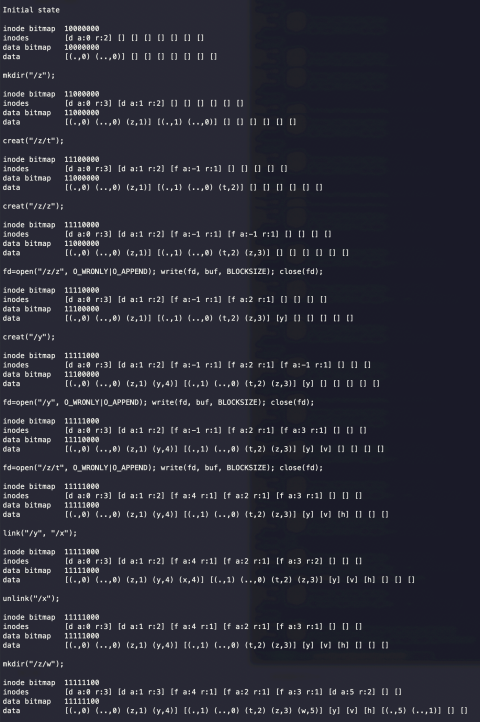 Initial state
inode bitmap  10000000
inodes        [d a:0 r:2] [] [] [] [] [] [] []
data bitmap   10000000
data          [(.,0) (..,0)] [] [] [] [] [] [] []
mkdir("/z");
inode bitmap  11000000
inodes        [d a:0 r:3] [d a:1 r:2] [] [] [] [] [] []
data bitmap   11000000
data          [(.,0) (..,0) (z,1)] [(.,1) (..,0)] [] [] [] [] [] []
creat("/z/t");
inode bitmap  11100000
inodes        [d a:0 r:3] [d a:1 r:2] [f a:-1 r:1] [] [] [] [] []
data bitmap   11000000
data          [(.,0) (..,0) (z,1)] [(.,1) (..,0) (t,2)] [] [] [] [] [] []
creat("/z/z");
inode bitmap  11110000
inodes        [d a:0 r:3] [d a:1 r:2] [f a:-1 r:1] [f a:-1 r:1] [] [] [] []
data bitmap   11000000
data          [(.,0) (..,0) (z,1)] [(.,1) (..,0) (t,2) (z,3)] [] [] [] [] [] []
fd=open("/z/z", O_WRONLY|O_APPEND); write(fd, buf, BLOCKSIZE); close(fd);
inode bitmap  11110000
inodes        [d a:0 r:3] [d a:1 r:2] [f a:-1 r:1] [f a:2 r:1] [] [] [] []
data bitmap   11100000
data          [(.,0) (..,0) (z,1)] [(.,1) (..,0) (t,2) (z,3)] [y] [] [] [] [] []
creat("/y");
inode bitmap  11111000
inodes        [d a:0 r:3] [d a:1 r:2] [f a:-1 r:1] [f a:2 r:1] [f a:-1 r:1] [] [] []
data bitmap   11100000
data          [(.,0) (..,0) (z,1) (y,4)] [(.,1) (..,0) (t,2) (z,3)] [y] [] [] [] [] []
fd=open("/y", O_WRONLY|O_APPEND); write(fd, buf, BLOCKSIZE); close(fd);
inode bitmap  11111000
inodes        [d a:0 r:3] [d a:1 r:2] [f a:-1 r:1] [f a:2 r:1] [f a:3 r:1] [] [] []
data bitmap   11110000
data          [(.,0) (..,0) (z,1) (y,4)] [(.,1) (..,0) (t,2) (z,3)] [y] [v] [] [] [] []
fd=open("/z/t", O_WRONLY|O_APPEND); write(fd, buf, BLOCKSIZE); close(fd);
inode bitmap  11111000
inodes        [d a:0 r:3] [d a:1 r:2] [f a:4 r:1] [f a:2 r:1] [f a:3 r:1] [] [] []
data bitmap   11111000
data          [(.,0) (..,0) (z,1) (y,4)] [(.,1) (..,0) (t,2) (z,3)] [y] [v] [h] [] [] []
link("/y", "/x");
inode bitmap  11111000
inodes        [d a:0 r:3] [d a:1 r:2] [f a:4 r:1] [f a:2 r:1] [f a:3 r:2] [] [] []
data bitmap   11111000
data          [(.,0) (..,0) (z,1) (y,4) (x,4)] [(.,1) (..,0) (t,2) (z,3)] [y] [v] [h] [] [] []
unlink("/x");
inode bitmap  11111000
inodes        [d a:0 r:3] [d a:1 r:2] [f a:4 r:1] [f a:2 r:1] [f a:3 r:1] [] [] []
data bitmap   11111000
data          [(.,0) (..,0) (z,1) (y,4)] [(.,1) (..,0) (t,2) (z,3)] [y] [v] [h] [] [] []
mkdir("/z/w");
inode bitmap  11111100
inodes        [d a:0 r:3] [d a:1 r:3] [f a:4 r:1] [f a:2 r:1] [f a:3 r:1] [d a:5 r:2] [] []
data bitmap   11111100
data          [(.,0) (..,0) (z,1) (y,4)] [(.,1) (..,0) (t,2) (z,3) (w,5)] [y] [v] [h] [(.,5) (..,1)] [] []